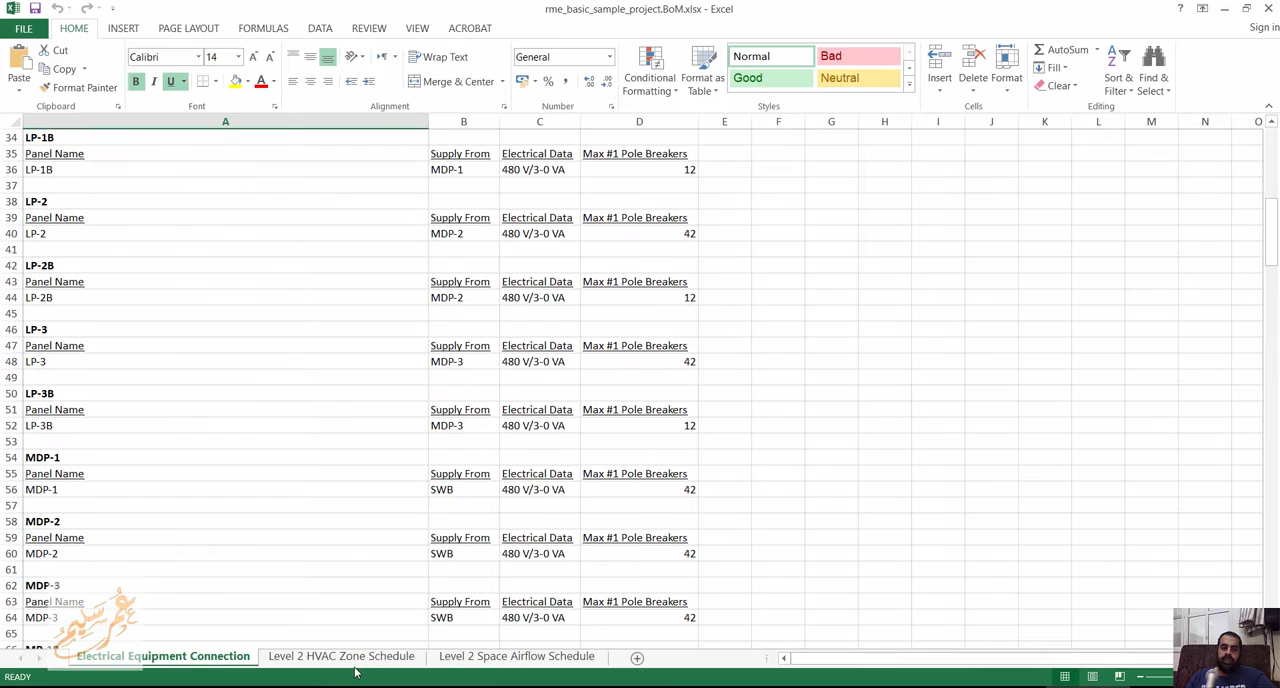 rme_basic_sample_project.BoM.xlsx - Excel
Sign in
FILE HOME INSERT PAGE LAYOUT FORMULAS DATA REVIEW VIEW ACROBAT
Paste
Cut
Copy
Format Painter
Clipboard
Calibri 14
B I U
Font
Wrap Text
Merge & Center
Alignment
General
$ % ,
Number
Conditional Formatting
Format as Table
Normal Bad
Good Neutral
Styles
Insert Delete Format
Cells
AutoSum
Fill
Clear
Sort & Filter
Find & Select
Editing
A B C D E F G H I J K L M N O
34 LP-1B
35 Panel Name Supply From Electrical Data Max #1 Pole Breakers
36 LP-1B MDP-1 480 V/3-0 VA 12
37
38 LP-2
39 Panel Name Supply From Electrical Data Max #1 Pole Breakers
40 LP-2 MDP-2 480 V/3-0 VA 42
41
42 LP-2B
43 Panel Name Supply From Electrical Data Max #1 Pole Breakers
44 LP-2B MDP-2 480 V/3-0 VA 12
45
46 LP-3
47 Panel Name Supply From Electrical Data Max #1 Pole Breakers
48 LP-3 MDP-3 480 V/3-0 VA 42
49
50 LP-3B
51 Panel Name Supply From Electrical Data Max #1 Pole Breakers
52 LP-3B MDP-3 480 V/3-0 VA 12
53
54 MDP-1
55 Panel Name Supply From Electrical Data Max #1 Pole Breakers
56 MDP-1 SWB 480 V/3-0 VA 42
57
58 MDP-2
59 Panel Name Supply From Electrical Data Max #1 Pole Breakers
60 MDP-2 SWB 480 V/3-0 VA 42
61
62 MDP-3
63 Panel Name Supply From Electrical Data Max #1 Pole Breakers
64 MDP-3 SWB 480 V/3-0 VA 42
65
عمر سليم
Electrical Equipment Connection Level 2 HVAC Zone Schedule Level 2 Space Airflow Schedule
READY